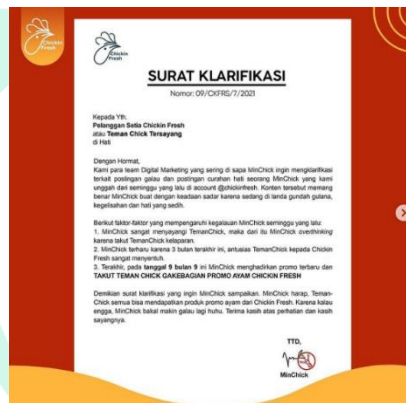 Chickin
Fresh
Chickin
Fresh
SURAT KLARIFIKASI
Nomor: 09/CKFRS/7/2021
Kepada Yth.
Pelanggan Setia Chickin Fresh
atau Teman Chick Tersayang
di Hati
Dengan Hormat,
Kami para team Digital Marketing yang sering di sapa MinChick ingin mengklarifikasi
terkait postingan galau dan postingan curahan hati seorang MinChick yang kami
unggah dari seminggu yang lalu di account @chickinfresh. Konten tersebut memang
benar MinChick buat dengan keadaan sadar karena sedang di landa gundah gulana,
kegelisahan dan hati yang sedih.
Berikut faktor-faktor yang mempengaruhi kegalauan MinChick serminggu yang lalu:
1. MinChick sangat menyayangi TemanChick, maka dari itu MinChick overthinking
karena takut TemanChick kelaparan.
2. MinChick terharu karena 3 bulan terakhir ini, antusias TemanChick kepada Chickin
Fresh sangat menyentuh.
3. Terakhir, pada tanggal 9 bulan 9 ini MinChick menghadirkan promo terbaru dan
TAKUT TEMAN CHICK GAKEBAGIAN PROMO AYAM CHICKIN FRESH
Demikian surat klarifikasi yang ingin MinChick sampaikan. MinChick harap, Teman-
Chick semua bisa mendapatkan produk promo ayam dari Chickin Fresh. Karena kalau
engga, MinChick bakal makin galau lagi huhu. Terima kasih atas perhatian dan kasih
sayangnya.
TTD,
MinChick